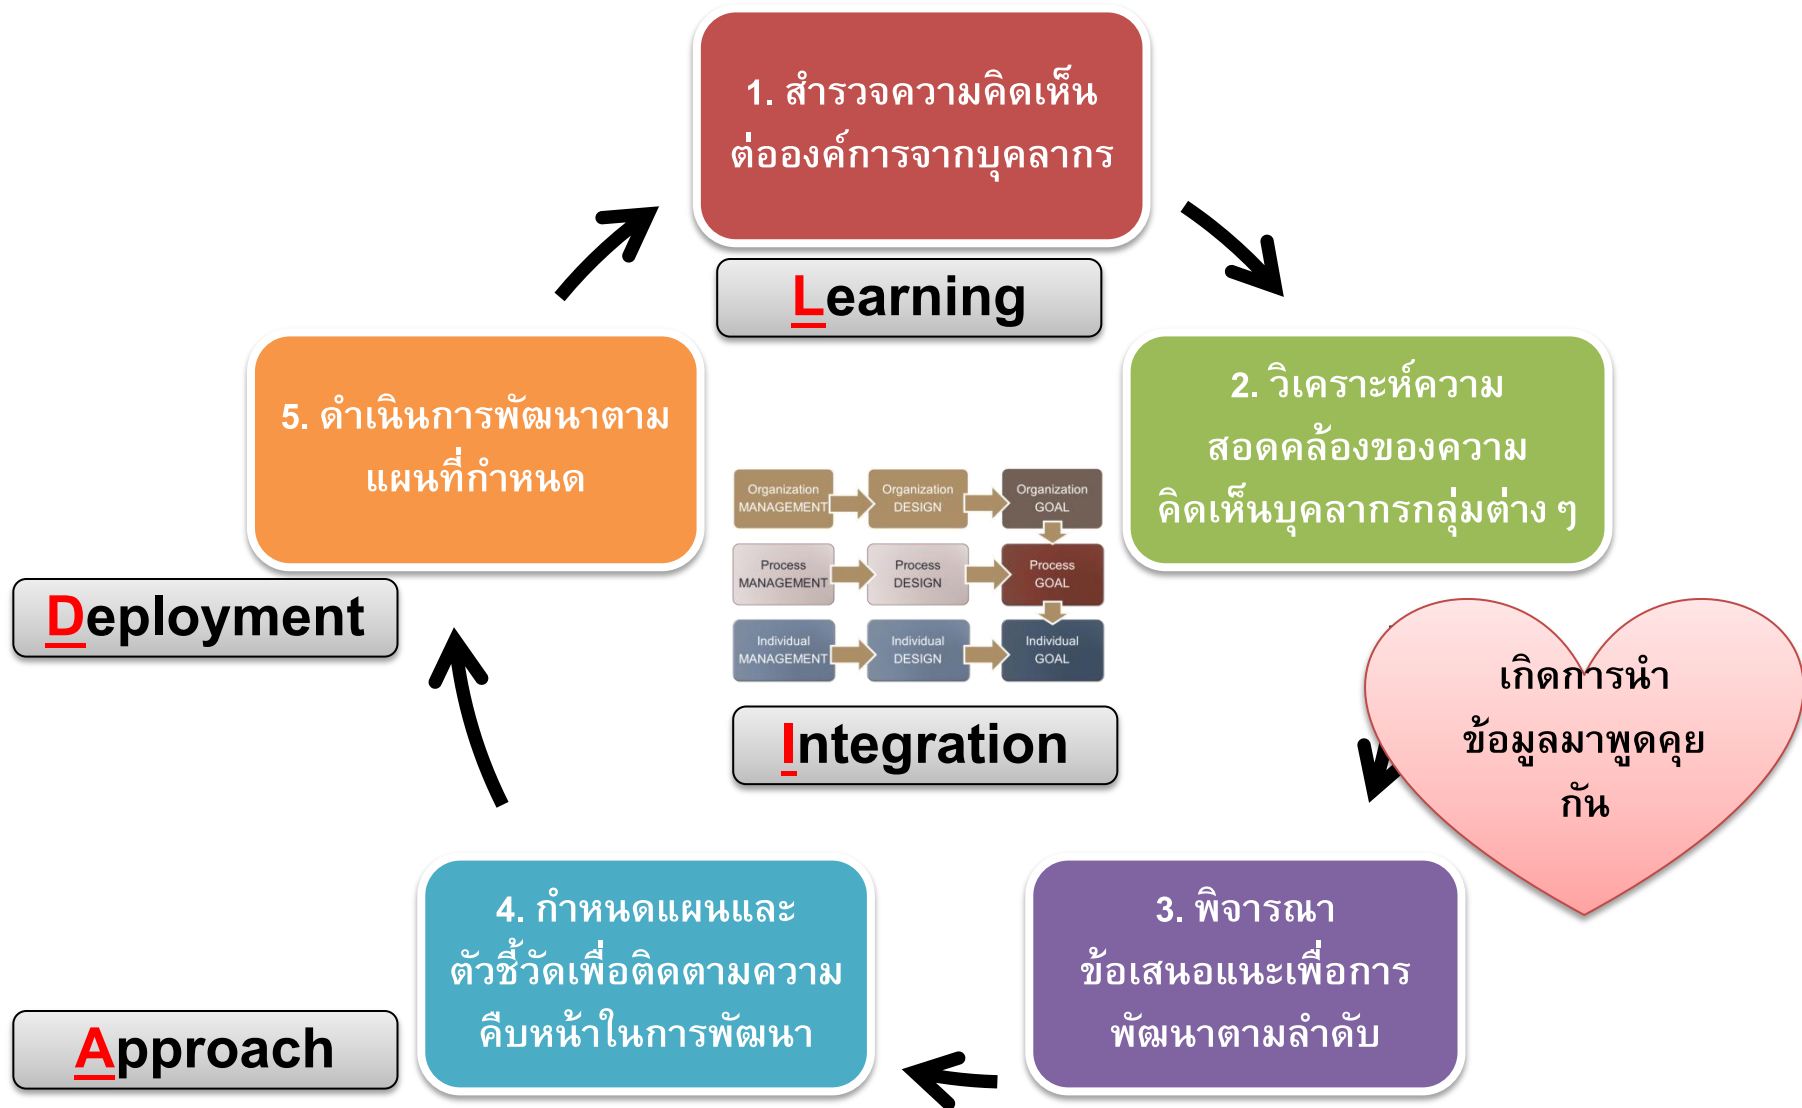 1. สำรวจความคิดเห็น
ต่อองค์การจากบุคลากร
Learning
2. วิเคราะห์ความ
สอดคล้องของความ
คิดเห็นบุคลากรกลุ่มต่าง ๆ
เกิดการนำ
ข้อมูลมาพูดคุย
กัน
3. พิจารณา
ข้อเสนอแนะเพื่อการ
พัฒนาตามลำดับ
4. กำหนดแผนและ
ตัวชี้วัดเพื่อติดตามความ
คืบหน้าในการพัฒนา
Approach
5. ดำเนินการพัฒนาตาม
แผนที่กำหนด
Deployment
Organization
MANAGEMENT
Organization
DESIGN
Organization
GOAL
Process
MANAGEMENT
Process
DESIGN
Process
GOAL
Individual
MANAGEMENT
Individual
DESIGN
Individual
GOAL
Integration